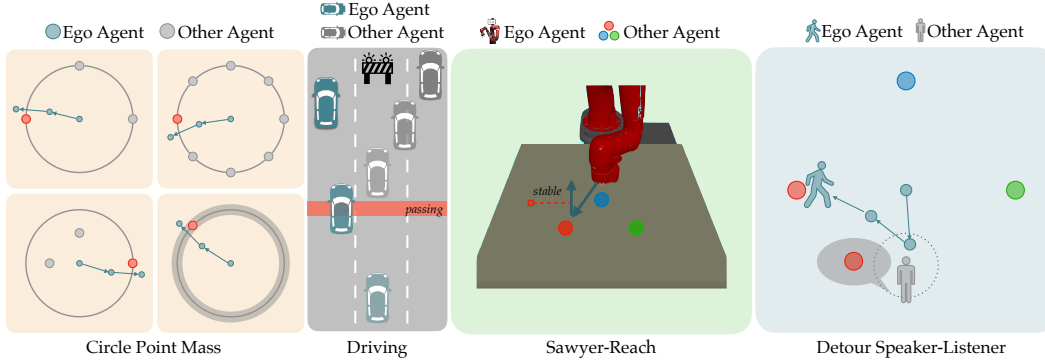 Ego Agent
Other Agent
Ego Agent
Other Agent
Ego Agent
Other Agent
Ego Agent
Other Agent
passing
stable
Circle Point Mass
Driving
Sawyer-Reach
Detour Speaker-Listener